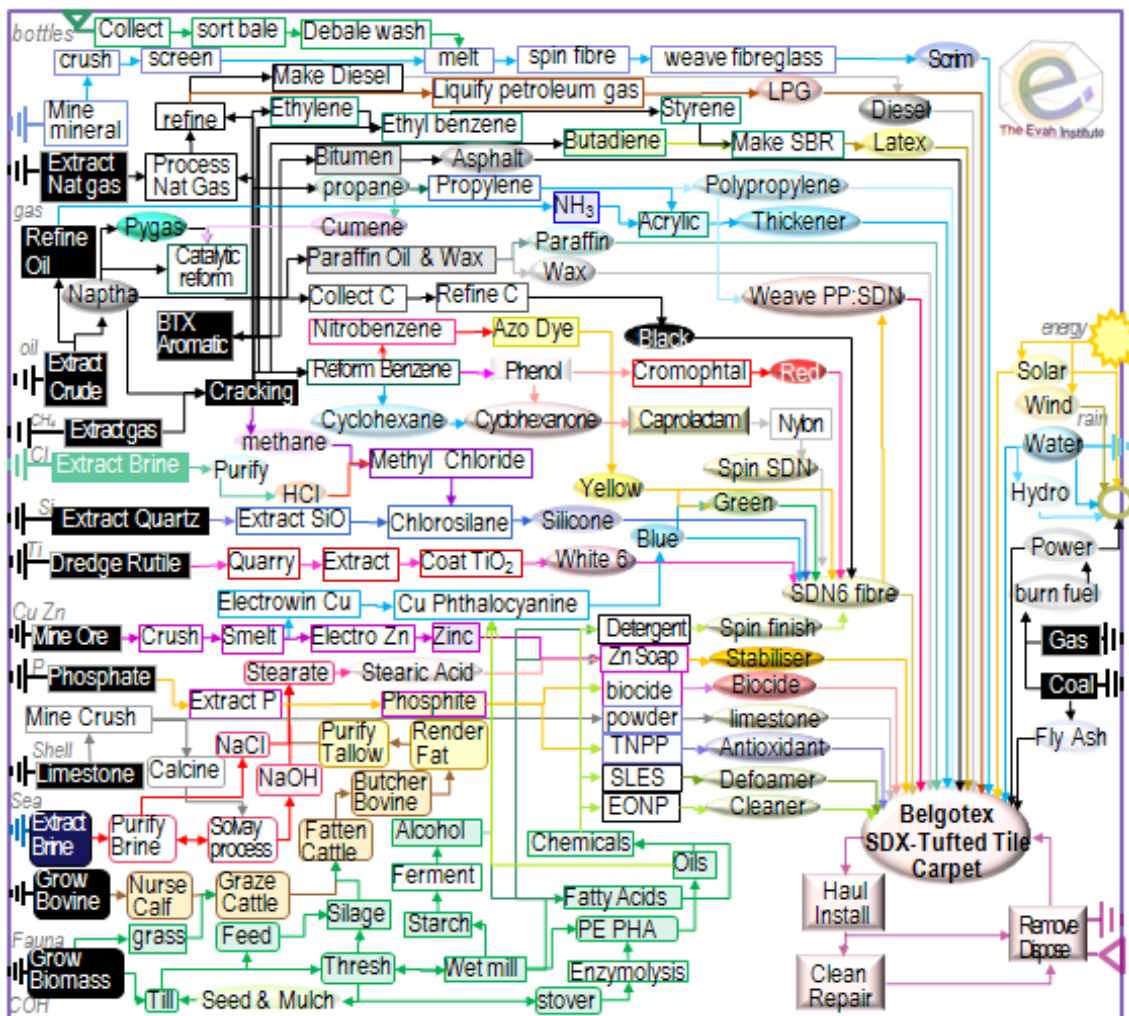 bottles
Collect
sort bale
Debale wash
crush
screen
melt
spin fibre
weave fibreglass
Scrim
Make Diesel
Liquify petroleum gas
LPG
Diesel
The Evah Institute
Mine
mineral
refine
Ethylene
Ethyl benzene
Styrene
Butadiene
Make SBR
Latex
Extract
Nat gas
Process
Nat Gas
Bitumen
Asphalt
propane
Propylene
Polypropylene
gas
NH3
Acrylic
Thickener
Refine
Oil
Pygas
Cumene
Catalytic
reform
Paraffin Oil & Wax
Paraffin
Wax
Naptha
Collect C
Refine C
Weave PP:SDN
BTX
Aromatic
Nitrobenzene
Azo Dye
Black
energy
oil
Extract
Crude
Cracking
Reform Benzene
Phenol
Cromophtal
Red
Solar
Wind
rain
CH4
Extract gas
Cyclohexane
Cyclohexanone
Caprolactam
Nylon
Water
methane
Cl
Extract Brine
Purify
HCl
Methyl Chloride
Spin SDN
Yellow
Green
Hydro
Si
Extract Quartz
Extract SiO
Chlorosilane
Silicone
Blue
Power
Ti
Dredge Rutile
Quarry
Extract
Coat TiO2
White 6
SDN6 fibre
burn fuel
Electrowin Cu
Cu Phthalocyanine
Cu Zn
Mine Ore
Crush
Smelt
Electro Zn
Zinc
Detergent
Spin finish
Gas
P
Phosphate
Stearate
Stearic Acid
Zn Soap
Stabiliser
Coal
Extract P
Phosphite
biocide
Biocide
Mine Crush
NaCl
Purify
Tallow
Render
Fat
powder
limestone
Fly Ash
Shell
Limestone
Calcine
NaOH
TNPP
Antioxidant
Butcher
Bovine
SLES
Defoamer
Sea
Extract
Brine
Purify
Brine
Solvay
process
Fatten
Cattle
Alcohol
EONP
Cleaner
Belgotex
SDX-Tufted Tile
Carpet
Chemicals
Oils
Grow
Bovine
Nurse
Calf
Graze
Cattle
Ferment
Fatty Acids
Haul
Install
Remove
Dispose
Fauna
grass
Feed
Silage
Starch
PE PHA
Grow
Biomass
Thresh
Wet mill
Enzymolysis
Clean
Repair
COH
Till
Seed & Mulch
stover